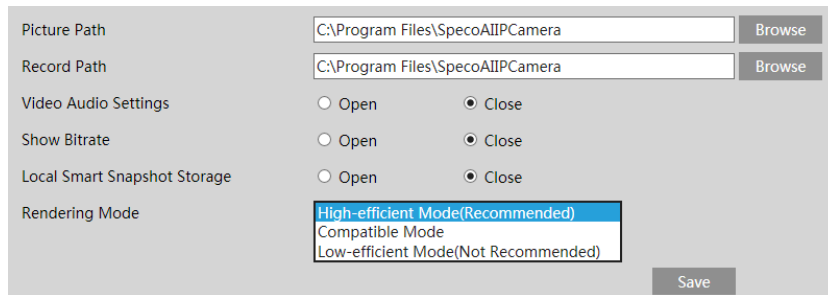 Picture Path C:\Program Files\SpecoAIIPCamera Browse
Record Path C:\Program Files\SpecoAIIPCamera Browse
Video Audio Settings Open Close
Show Bitrate Open Close
Local Smart Snapshot Storage Open Close
Rendering Mode High-efficient Mode(Recommended)
Compatible Mode
Low-efficient Mode(Not Recommended)
Save